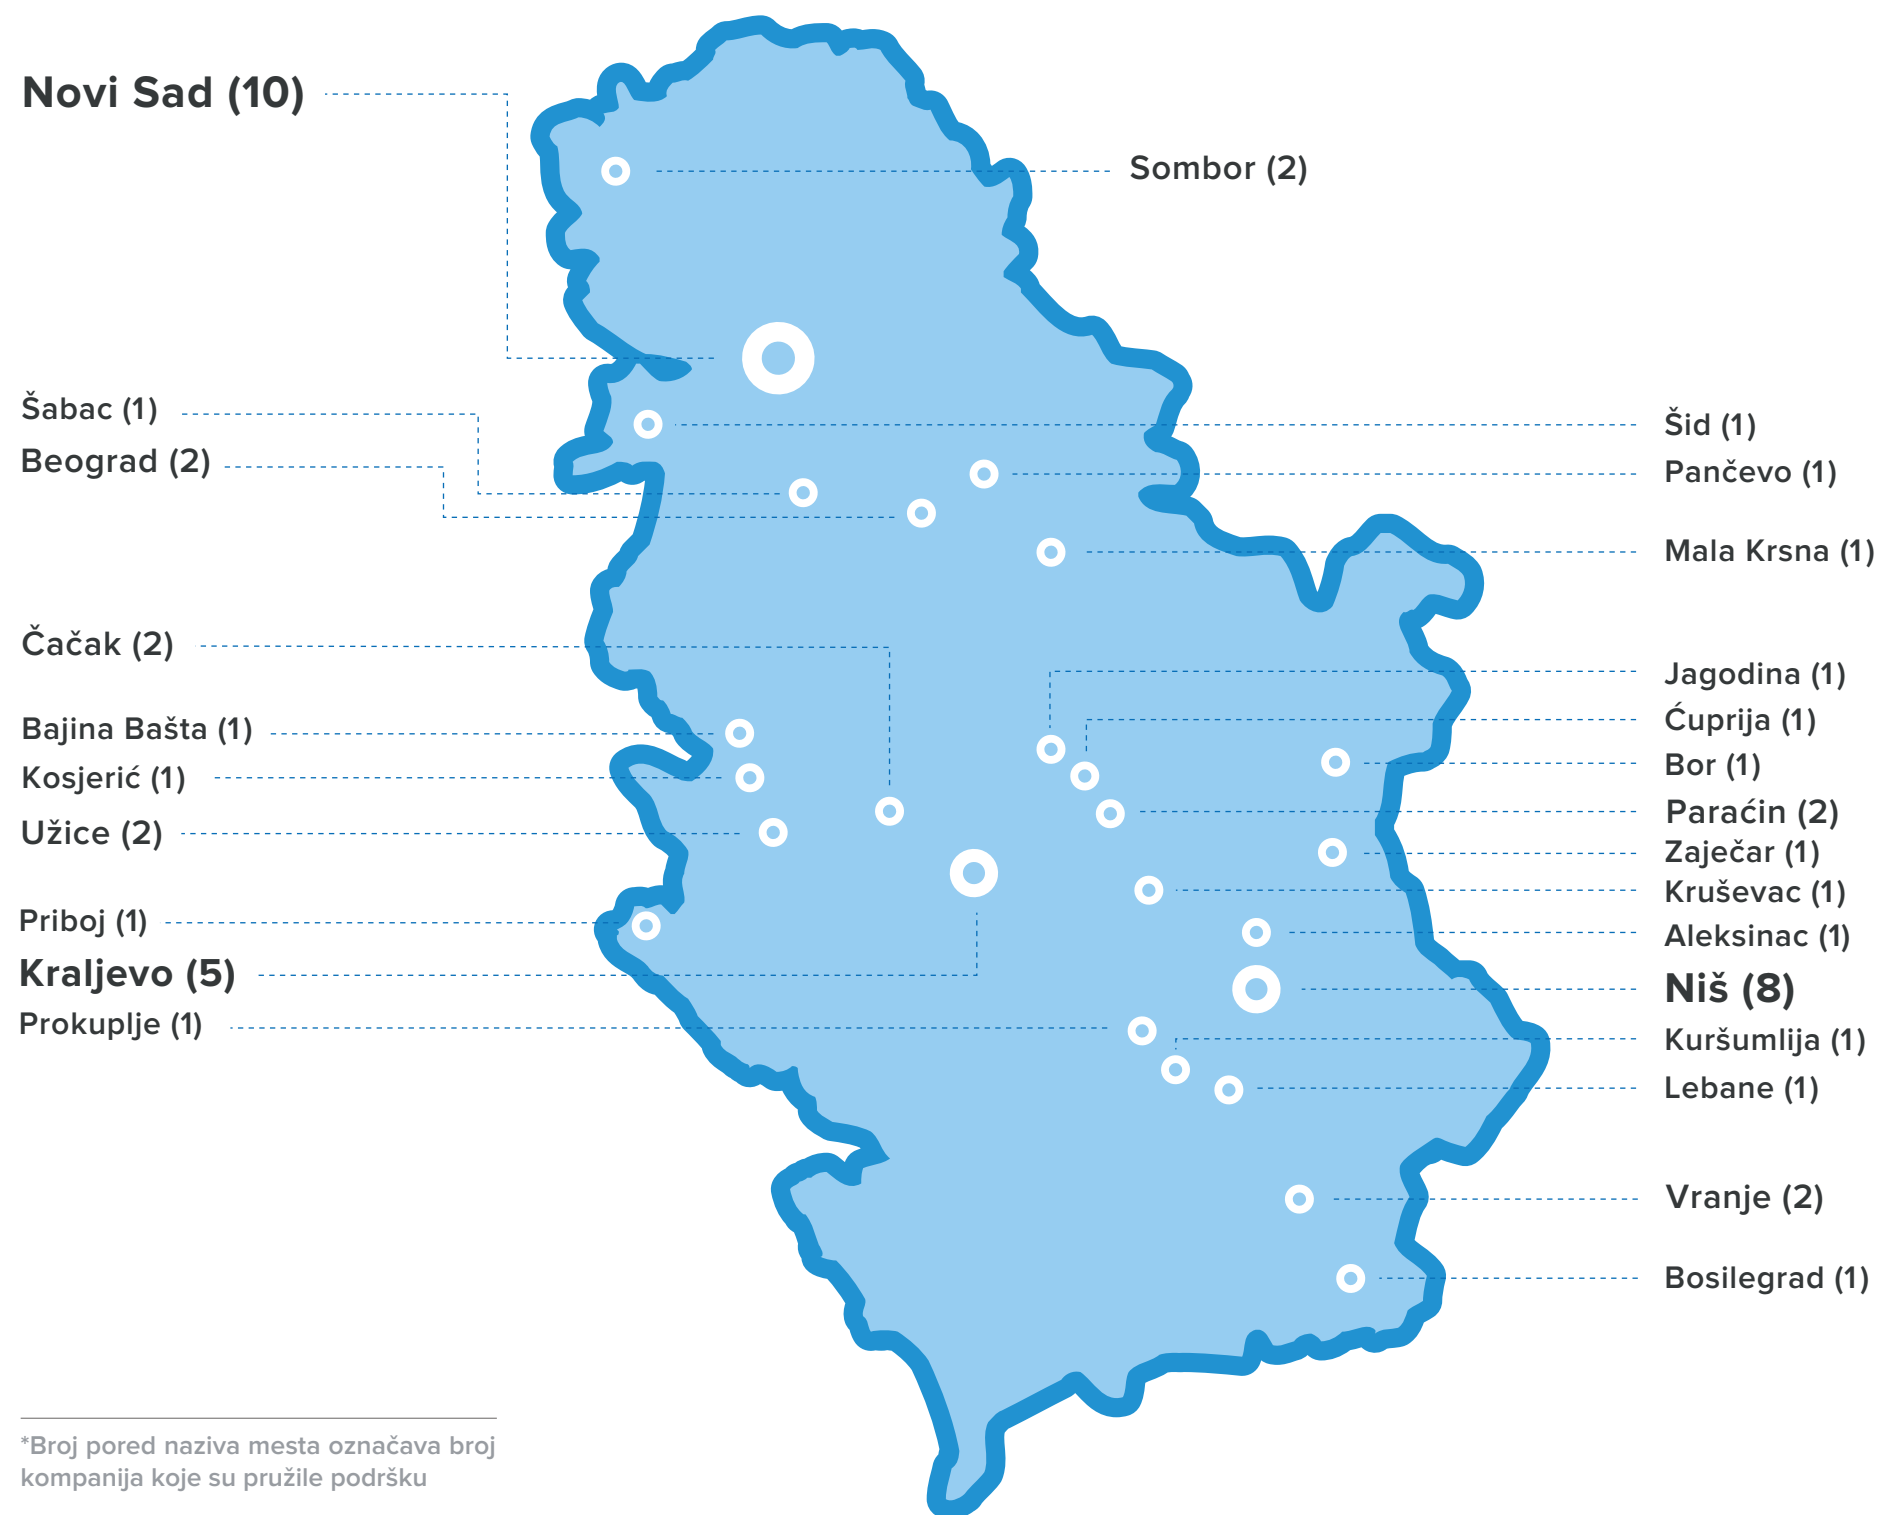 Novi Sad (10)
Sombor (2)
Šabac (1)
Beograd (2)
Čačak (2)
Bajina Bašta (1)
Kosjerić (1)
Užice (2)
Priboj (1)
Kraljevo (5)
Prokuplje (1)
Šid (1)
Pančevo (1)
Mala Krsna (1)
Jagodina (1)
Ćuprija (1)
Bor (1)
Paraćin (2)
Zaječar (1)
Kruševac (1)
Aleksinac (1)
Niš (8)
Kuršumlija (1)
Lebane (1)
Vranje (2)
Bosilegrad (1)
*Broj pored naziva mesta označava broj
kompanija koje su pružile podršku